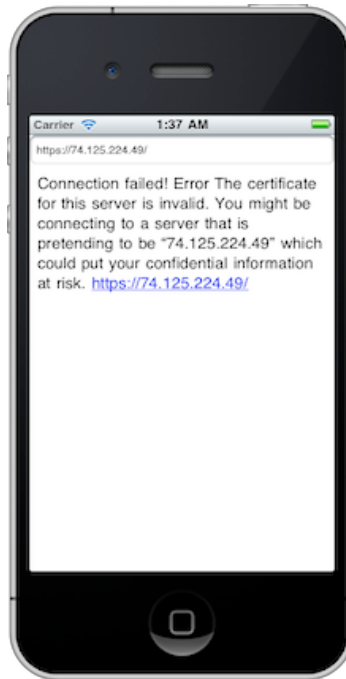 Carrier 1:37 AM
https://74.125.224.49/
Connection failed! Error The certificate
for this server is invalid. You might be
connecting to a server that is
pretending to be “74.125.224.49” which
could put your confidential information
at risk. https://74.125.224.49/